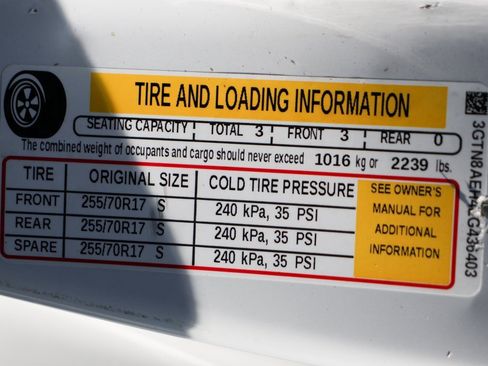 TIRE AND LOADING INFORMATION
SEATING CAPACITY TOTAL 3 FRONT 3 REAR 0
The combined weight of occupants and cargo should never exceed 1016 kg or 2239 lbs.
TIRE ORIGINAL SIZE COLD TIRE PRESSURE
FRONT 255/70R17 S 240 kPa, 35 PSI
REAR 255/70R17 S 240 kPa, 35 PSI
SPARE 255/70R17 S 240 kPa, 35 PSI
SEE OWNER'S
MANUAL FOR
ADDITIONAL
INFORMATION